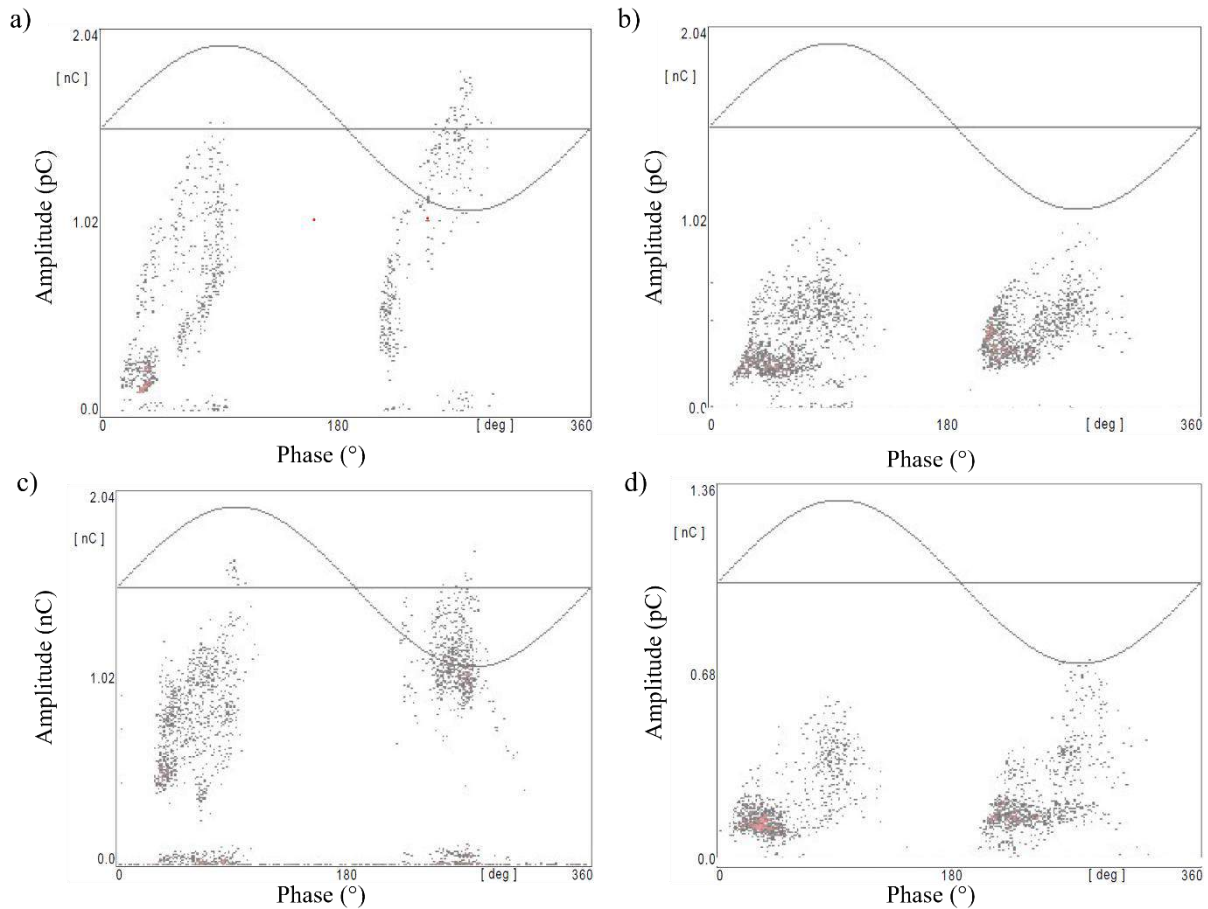 a)
2.04
[ nC ]
Amplitude (pC)
1.02
0.0
0
180
[ deg ]
360
Phase (°)
b)
2.04
[ nC ]
Amplitude (pC)
1.02
0.0
0
180
[ deg ]
360
Phase (°)
c)
2.04
[ nC ]
Amplitude (nC)
1.02
0.0
0
180
[ deg ]
360
Phase (°)
d)
1.36
[ nC ]
Amplitude (pC)
0.68
0.0
0
180
[ deg ]
360
Phase (°)